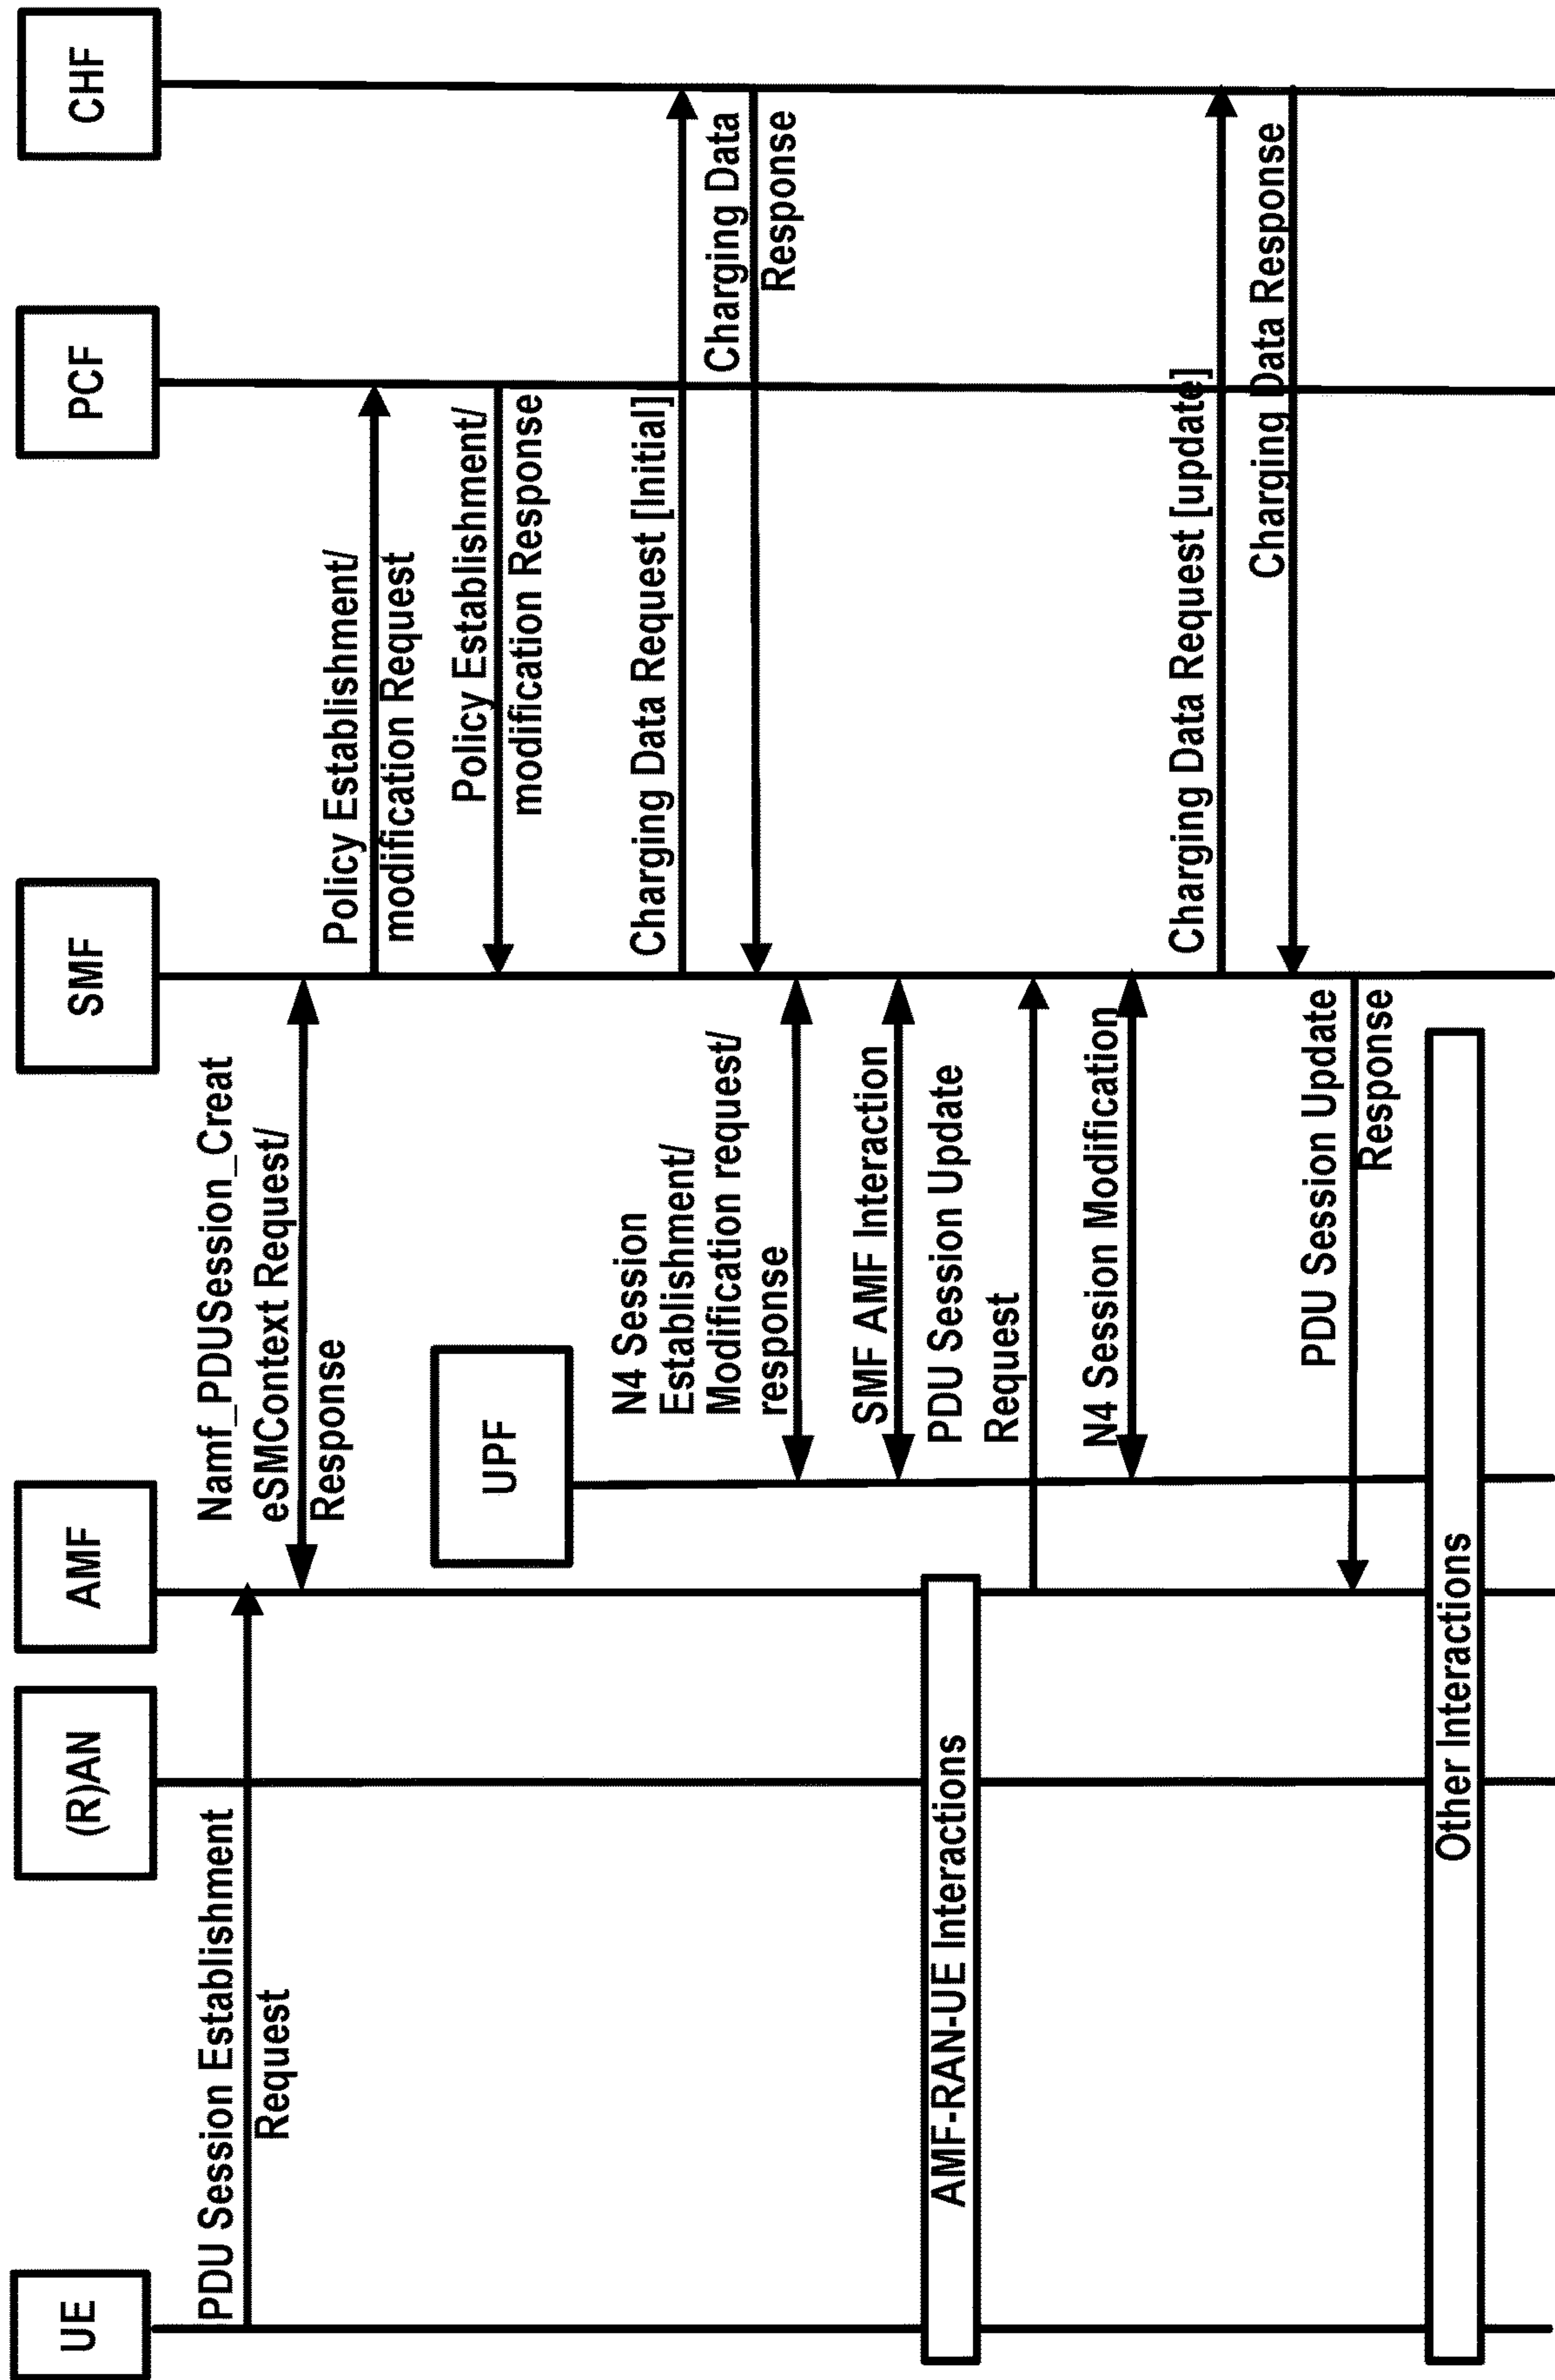 UE
(R)AN
AMF
SMF
PCF
CHF
PDU Session Establishment
Request
Namf_PDUSession_Creat
eSMContext Request/
Response
Policy Establishment/
modification Request
UPF
Policy Establishment/
modification Response
Charging Data Request [Initial]
Charging Data
Response
N4 Session
Establishment/
Modification request/
response
SMF AMF Interaction
AMF-RAN-UE Interactions
PDU Session Update
Request
N4 Session Modification
Charging Data Request [update]
Charging Data Response
PDU Session Update
Response
Other Interactions